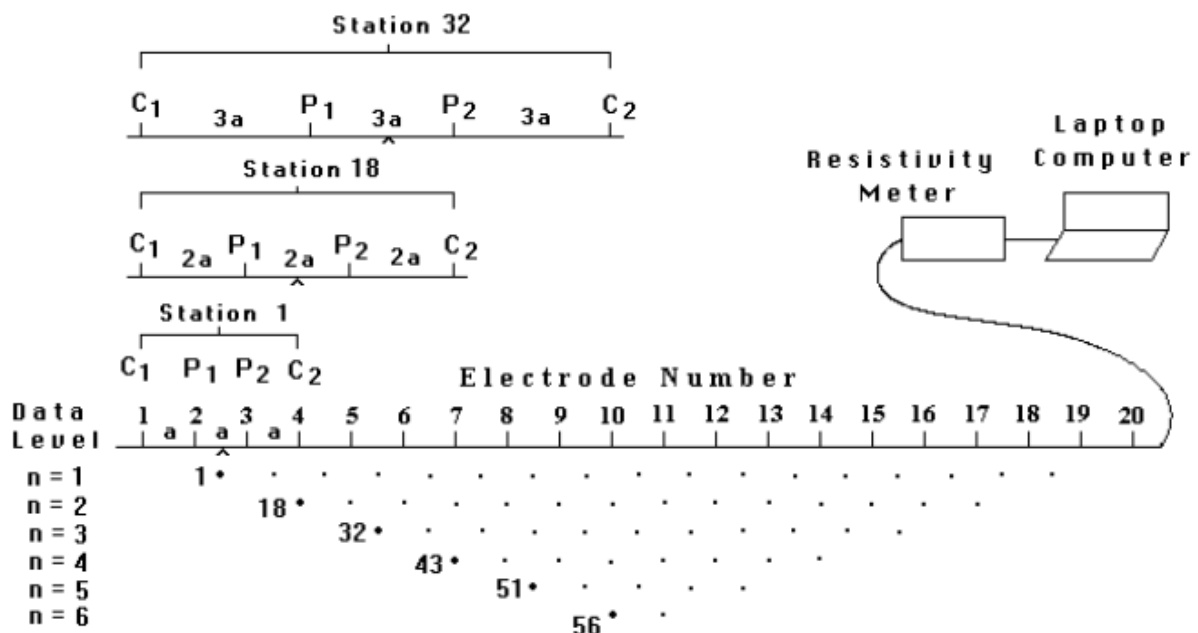 Station 32
C1 3a P1 3a P2 3a C2
Station 18
C1 2a P1 2a P2 2a C2
Station 1
C1 P1 P2 C2
Resistivity Meter
Laptop Computer
Electrode Number
Data Level
1 2 3 4 5 6 7 8 9 10 11 12 13 14 15 16 17 18 19 20
a a a
n = 1 1
n = 2 18
n = 3 32
n = 4 43
n = 5 51
n = 6 56